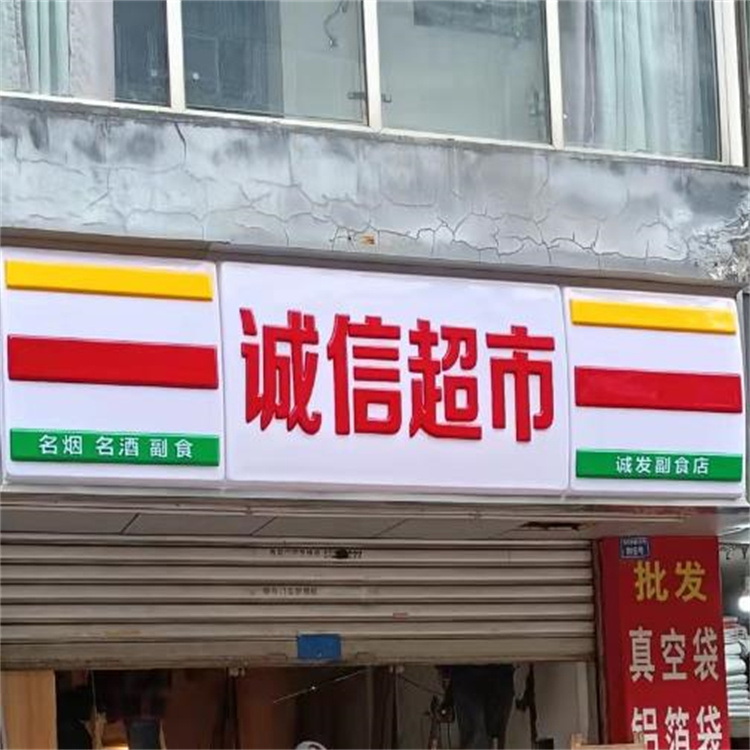 诚信超市
名烟 名酒 副食
诚发副食店
批发
真空袋
铝箔袋